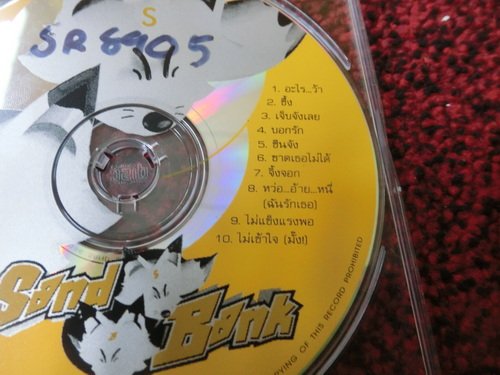 S
SR8905
1. อะไร...ว้า
2. ซึ้ง
3. เจ็บจังเลย
4. บอกรัก
5. ซินจัง
6. ขาดเธอไม่ได้
7. จิ้งจอก
8. หว่อ...อ้าย...หนี่
(ฉันรักเธอ)
9. ไม่แข็งแรงพอ
10. ไม่เข้าใจ (มั้ง!)
S
Sand
S
Bank
YING OF THIS RECORD PROHIBITED